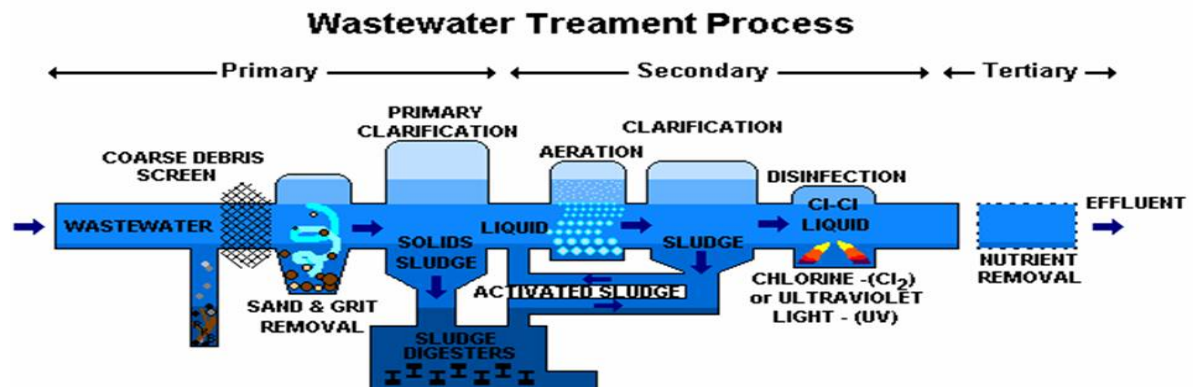 Wastewater Treament Process
Primary
Secondary
Tertiary
COARSE DEBRIS
SCREEN
PRIMARY
CLARIFICATION
AERATION
CLARIFICATION
DISINFECTION
WASTEWATER
SAND & GRIT
REMOVAL
SOLIDS
SLUDGE
LIQUID
SLUDGE
CI-CI
LIQUID
EFFLUENT
NUTRIENT
REMOVAL
ACTIVATED SLUDGE
CHLORINE -(CI2)
or ULTRAVIOLET
LIGHT - (UV)
SLUDGE
DIGESTERS